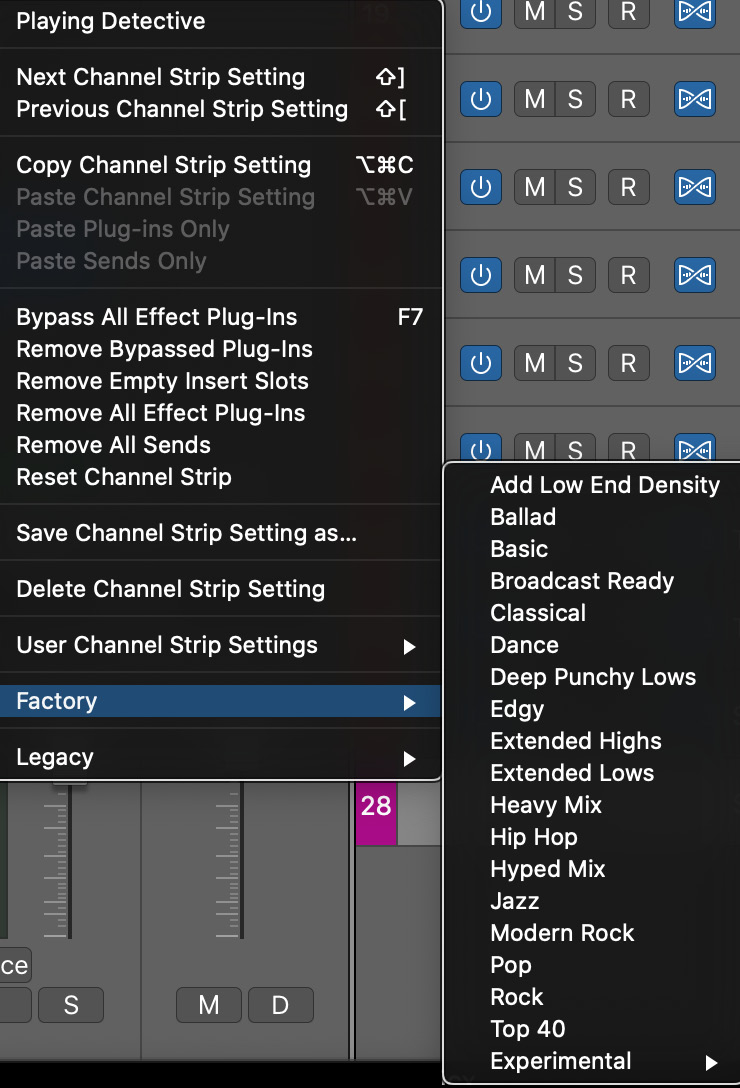 Playing Detective
Next Channel Strip Setting ⇧]
Previous Channel Strip Setting ⇧[
Copy Channel Strip Setting ⌥⌘C
Paste Channel Strip Setting ⌥⌘V
Paste Plug-ins Only
Paste Sends Only
Bypass All Effect Plug-Ins F7
Remove Bypassed Plug-Ins
Remove Empty Insert Slots
Remove All Effect Plug-Ins
Remove All Sends
Reset Channel Strip
Save Channel Strip Setting as...
Delete Channel Strip Setting
User Channel Strip Settings
Factory
Legacy
M S R
M S R
M S R
M S R
M S R
M S R
Add Low End Density
Ballad
Basic
Broadcast Ready
Classical
Dance
Deep Punchy Lows
Edgy
Extended Highs
Extended Lows
Heavy Mix
Hip Hop
Hyped Mix
Jazz
Modern Rock
Pop
Rock
Top 40
Experimental
28
ce
S M D